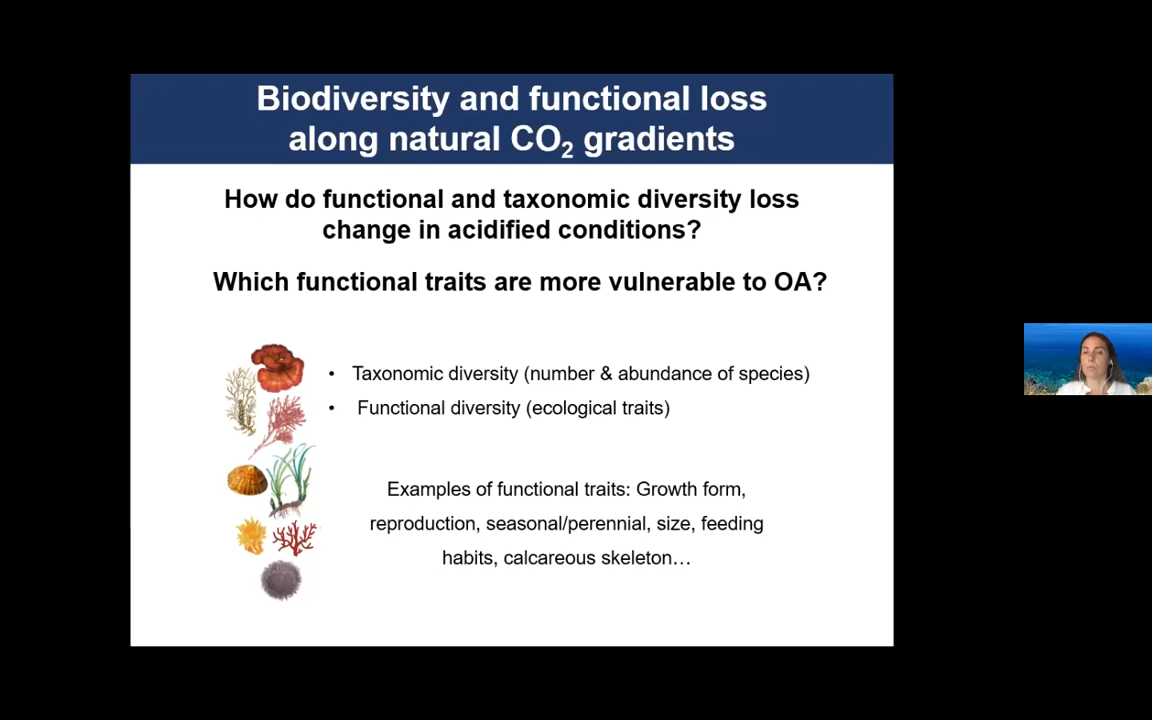 Biodiversity and functional loss
along natural CO₂ gradients
How do functional and taxonomic diversity loss
change in acidified conditions?
Which functional traits are more vulnerable to OA?
• Taxonomic diversity (number & abundance of species)
• Functional diversity (ecological traits)
Examples of functional traits: Growth form,
reproduction, seasonal/perennial, size, feeding
habits, calcareous skeleton…